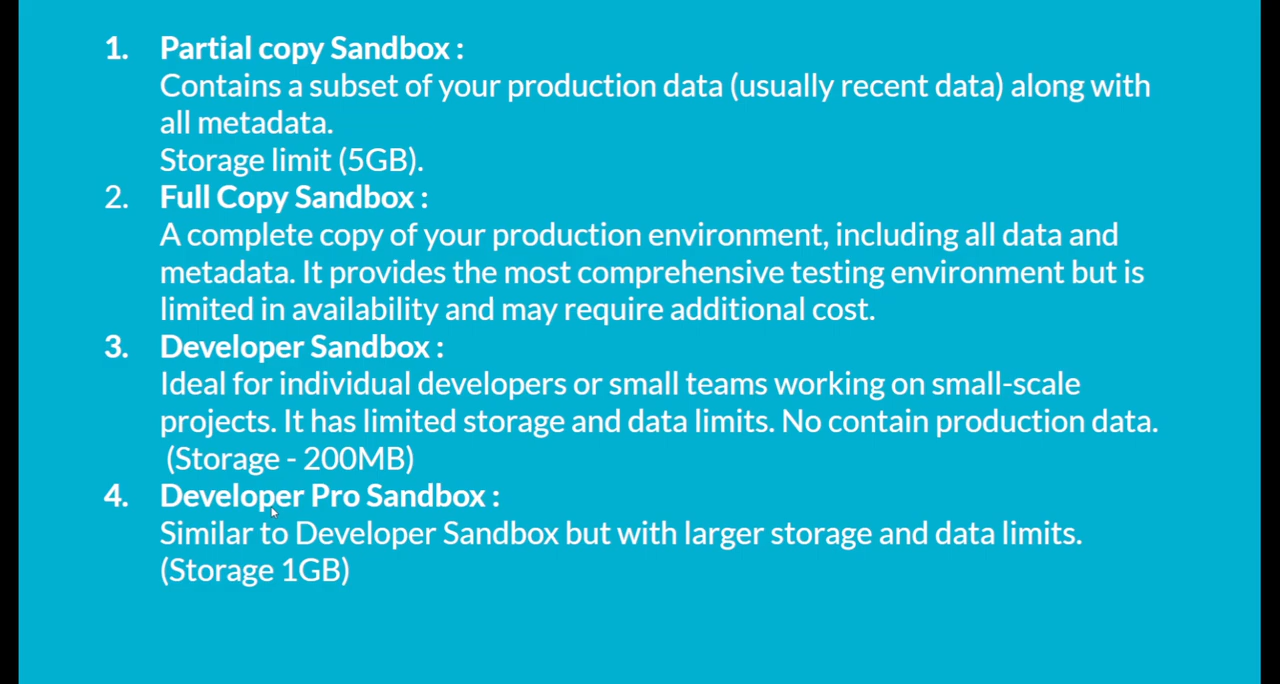 1. Partial copy Sandbox :
Contains a subset of your production data (usually recent data) along with
all metadata.
Storage limit (5GB).
2. Full Copy Sandbox :
A complete copy of your production environment, including all data and
metadata. It provides the most comprehensive testing environment but is
limited in availability and may require additional cost.
3. Developer Sandbox :
Ideal for individual developers or small teams working on small-scale
projects. It has limited storage and data limits. No contain production data.
(Storage - 200MB)
4. Developer Pro Sandbox :
Similar to Developer Sandbox but with larger storage and data limits.
(Storage 1GB)